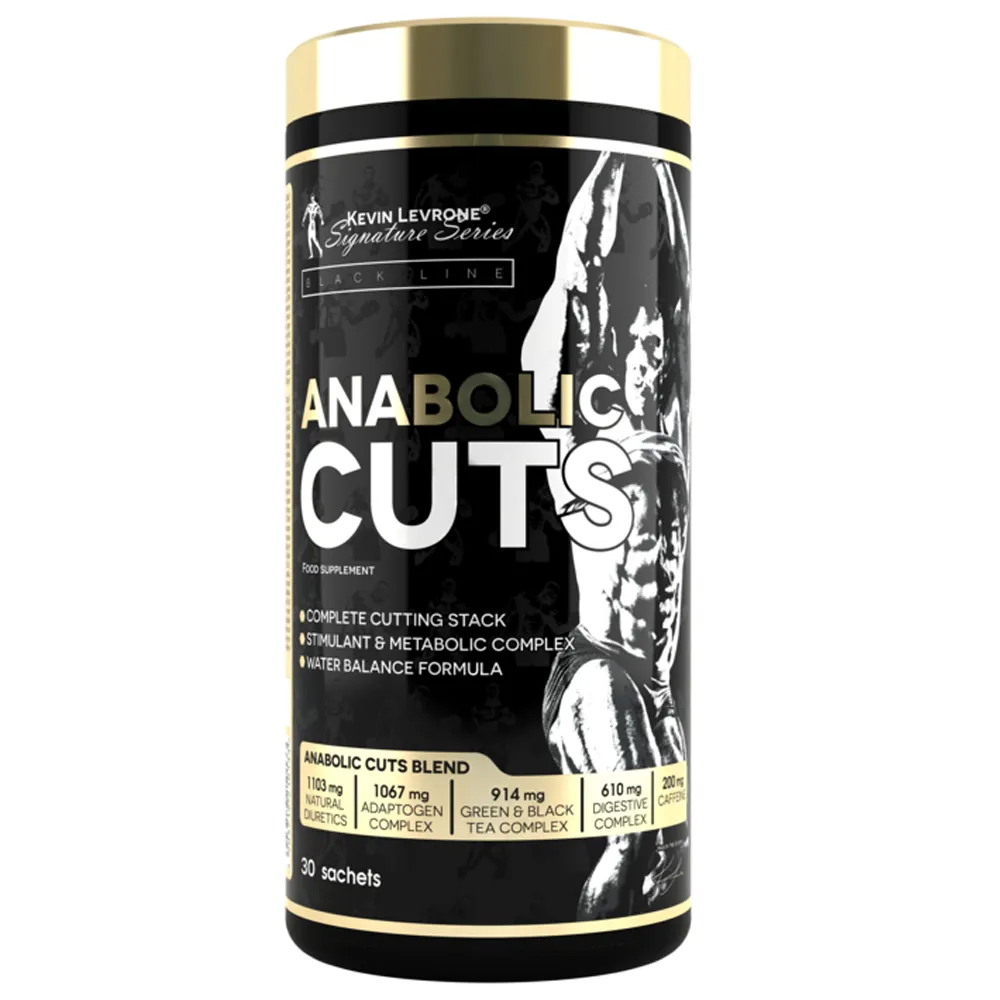 KEVIN LEVRONE®
Signature Series
BLACK LINE
ANABOLIC
CUTS
FOOD SUPPLEMENT
COMPLETE CUTTING STACK
STIMULANT & METABOLIC COMPLEX
WATER BALANCE FORMULA
ANABOLIC CUTS BLEND
1103 mg
NATURAL
DIURETICS
1067 mg
ADAPTOGEN
COMPLEX
914 mg
GREEN & BLACK
TEA COMPLEX
610 mg
DIGESTIVE
COMPLEX
200 mg
CAFFEINE
30 sachets